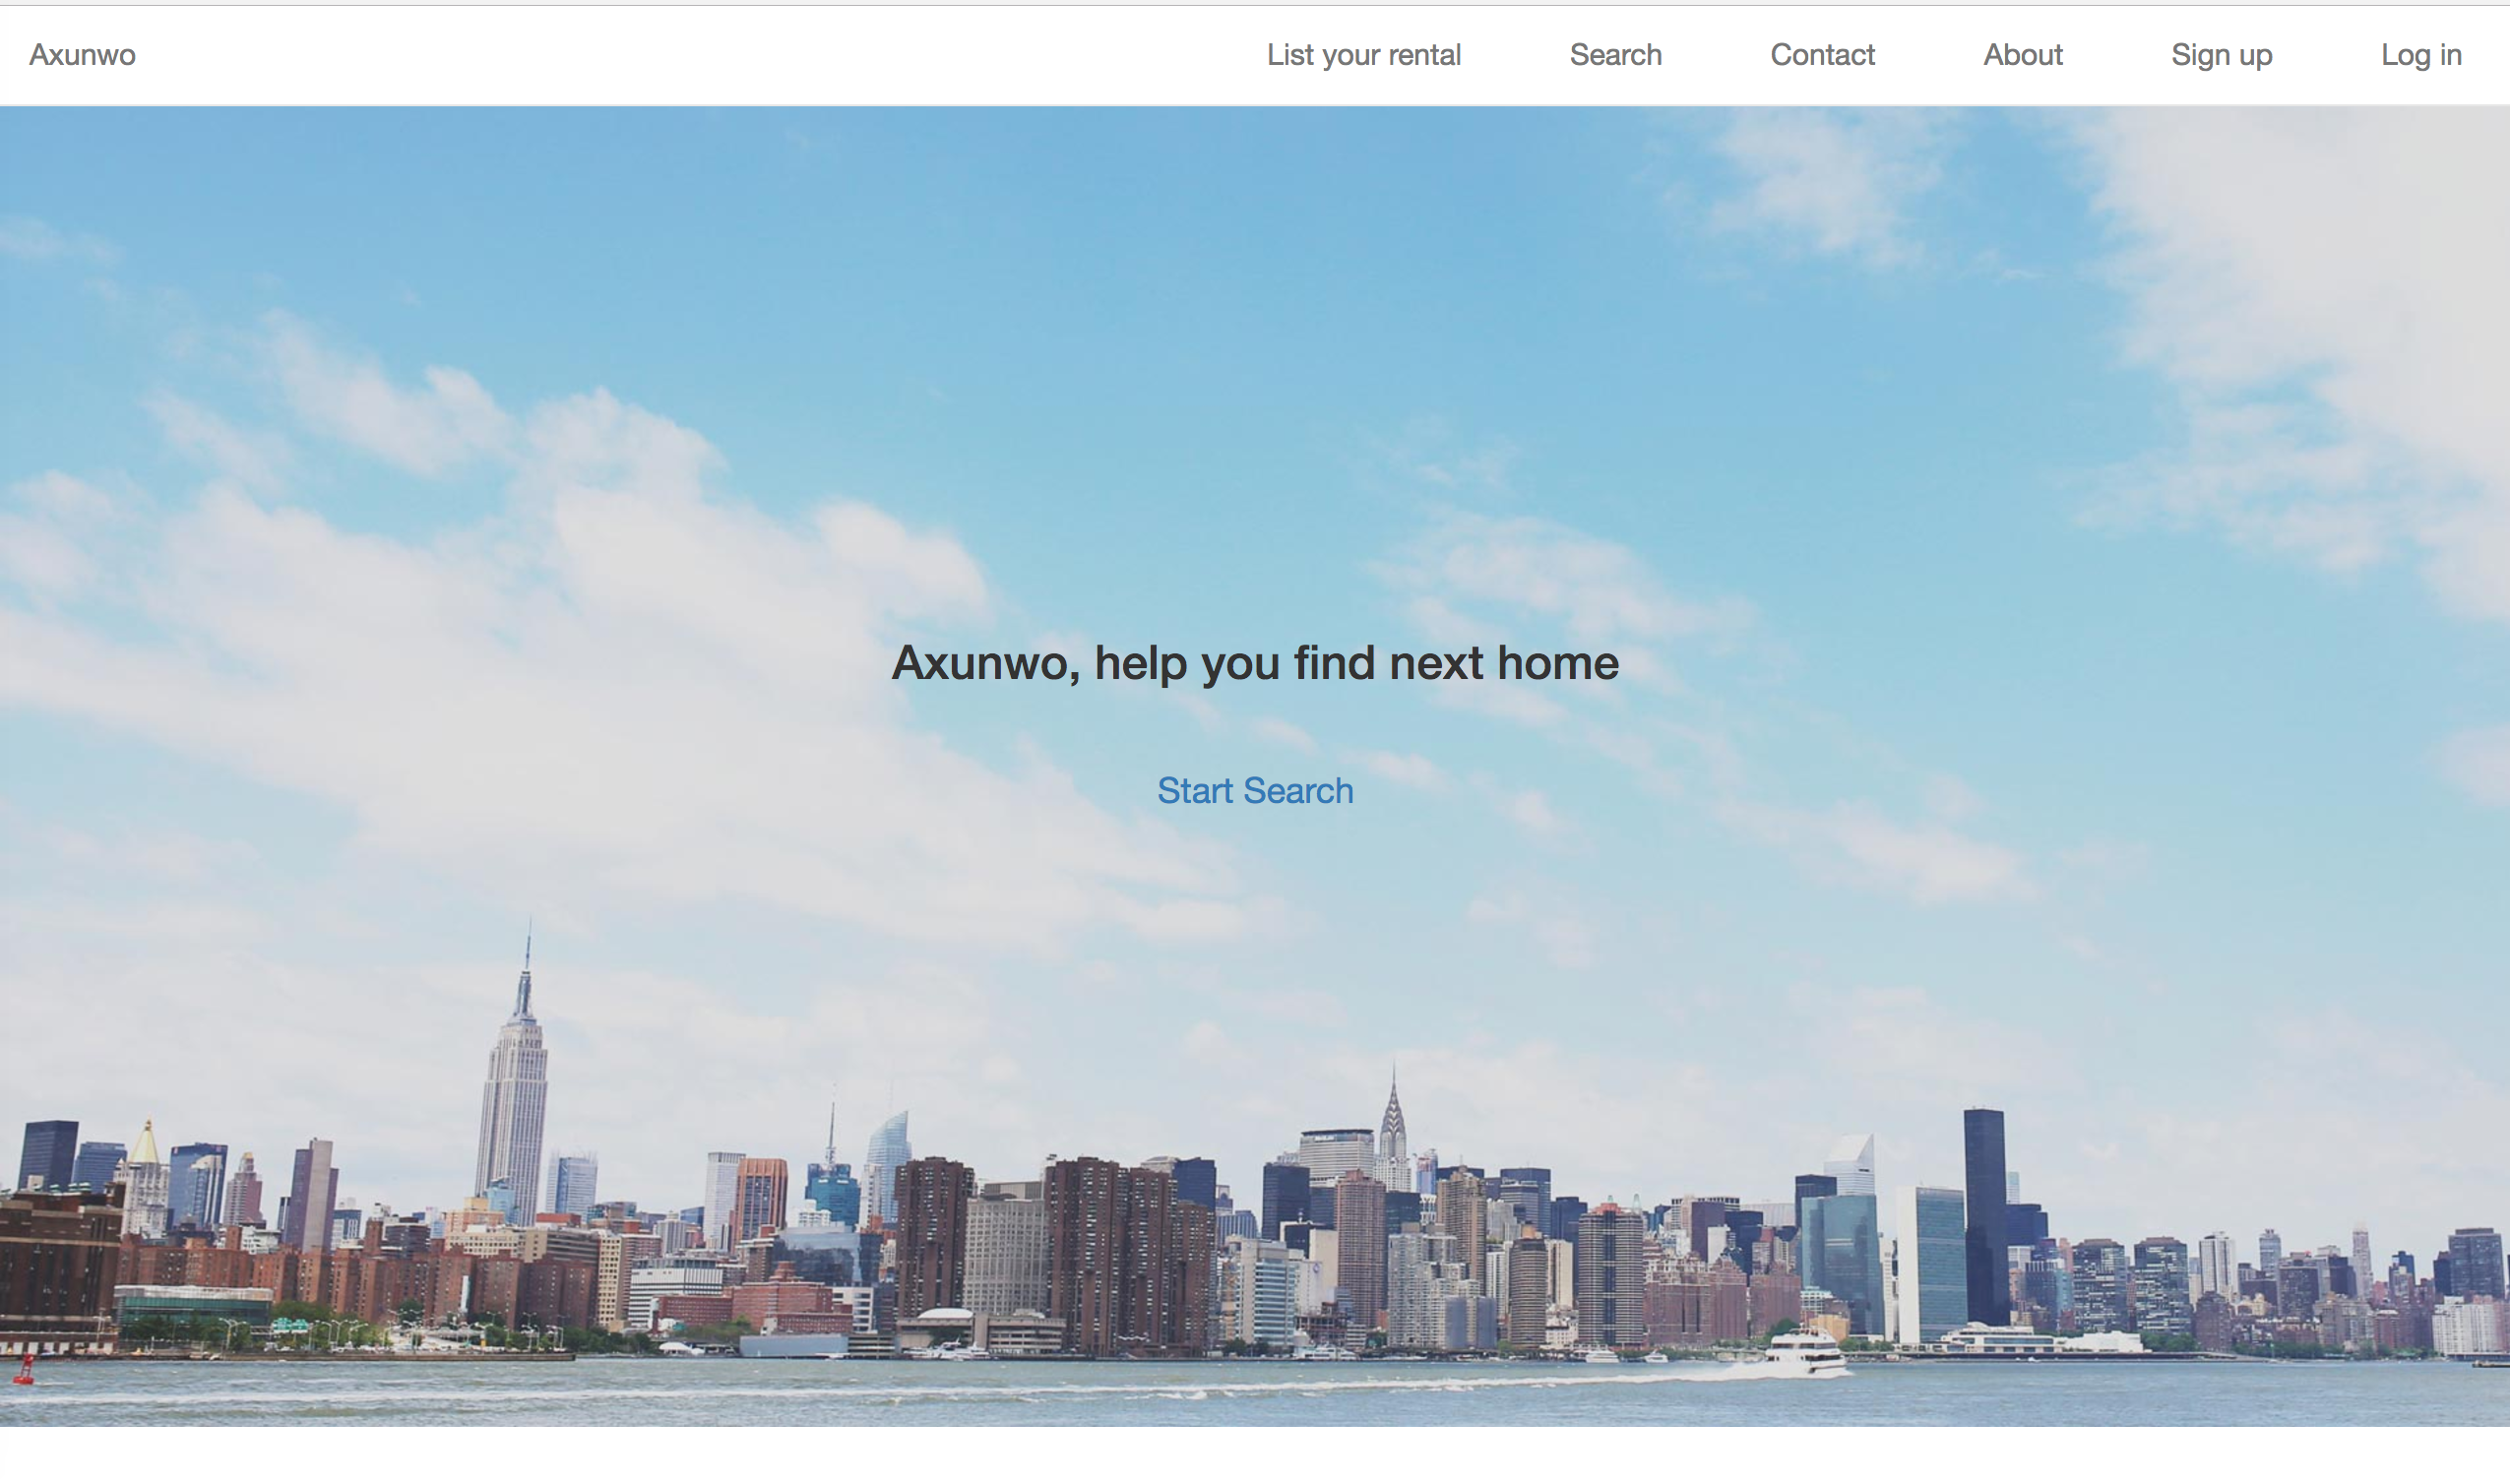 Axunwo List your rental Search Contact About Sign up Log in
Axunwo, help you find next home
Start Search